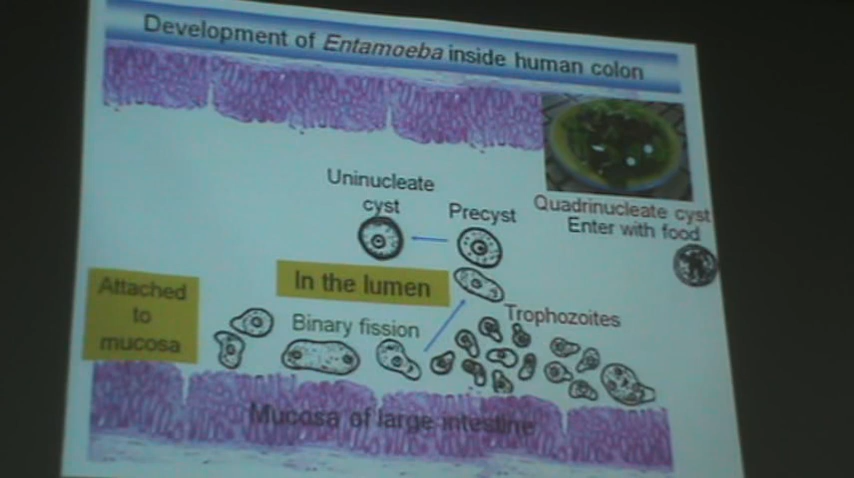 Development of Entamoeba inside human colon
Uninucleate
cyst
Precyst
Quadrinucleate cyst
Enter with food
In the lumen
Attached
to
mucosa
Binary fission
Trophozoites
Mucosa of large intestine